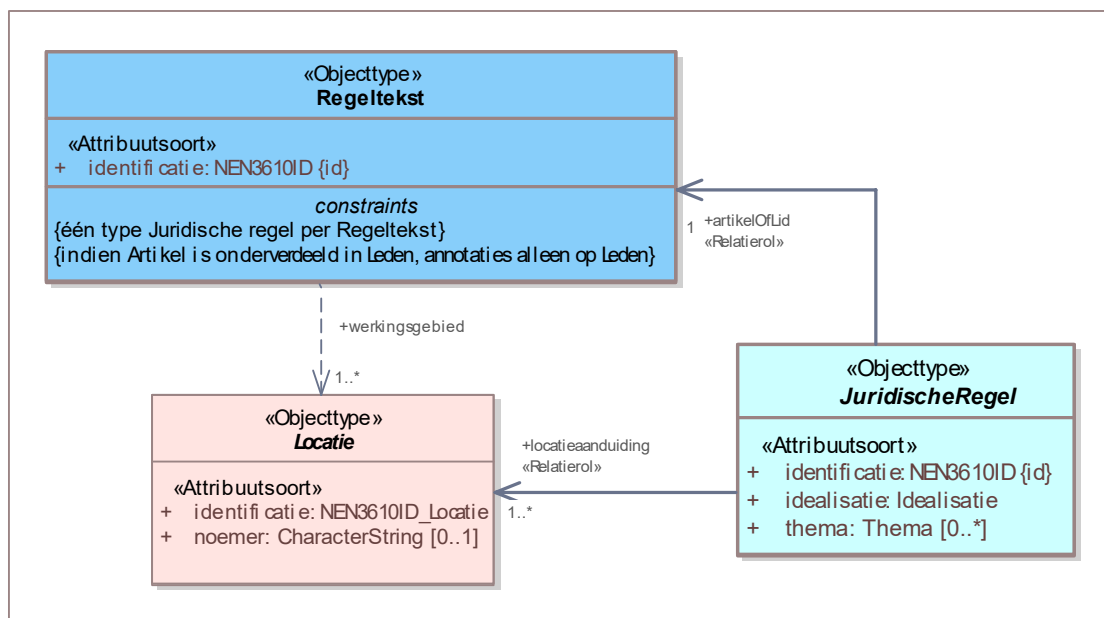 «Objecttype»
Regeltekst
«Attribuutsoort»
+ identificatie: NEN3610ID {id}
constraints
{één type Juridische regel per Regeltekst}
{indien Artikel is onderverdeeld in Leden, annotaties alleen op Leden}
1 +artikelOfLid
«Relatierol»
+werkingsgebied
1..*
«Objecttype»
JuridischeRegel
«Attribuutsoort»
+ identificatie: NEN3610ID {id}
+ idealisatie: Idealisatie
+ thema: Thema [0..*]
«Objecttype»
Locatie
«Attribuutsoort»
+ identificatie: NEN3610ID_Locatie
+ noemer: CharacterString [0..1]
+locatieaanduiding
«Relatierol»
1..*